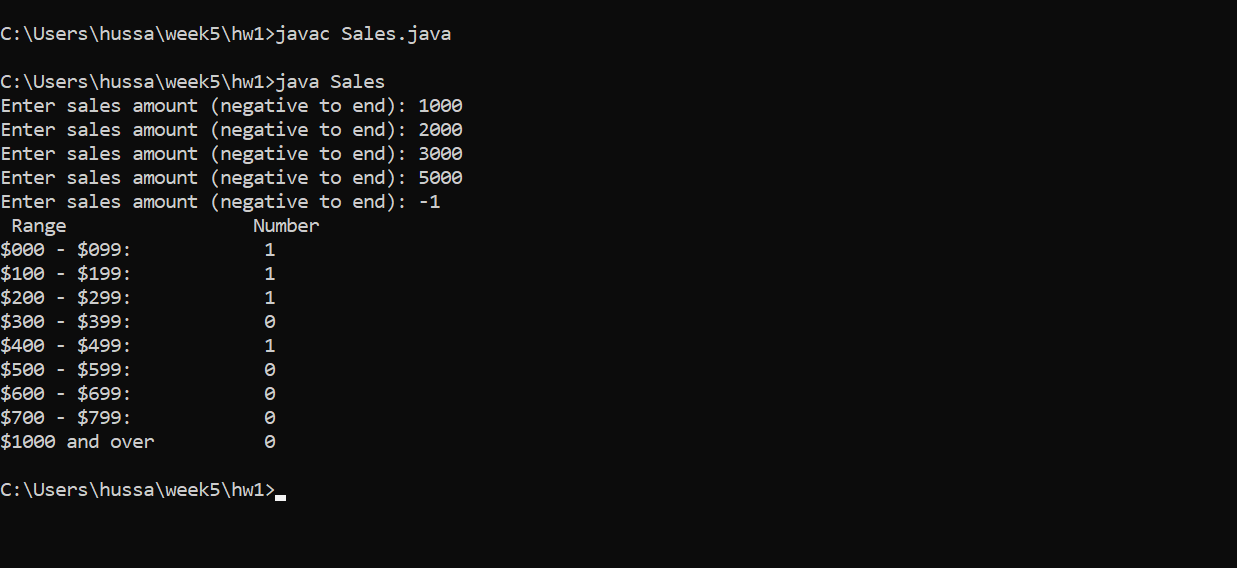 C:\Users\hussa\week5\hw1>javac Sales.java
C:\Users\hussa\week5\hw1>java Sales
Enter sales amount (negative to end): 1000
Enter sales amount (negative to end): 2000
Enter sales amount (negative to end): 3000
Enter sales amount (negative to end): 5000
Enter sales amount (negative to end): -1
Range Number
$000 - $099: 1
$100 - $199: 1
$200 - $299: 1
$300 - $399: 0
$400 - $499: 1
$500 - $599: 0
$600 - $699: 0
$700 - $799: 0
$1000 and over 0
C:\Users\hussa\week5\hw1>